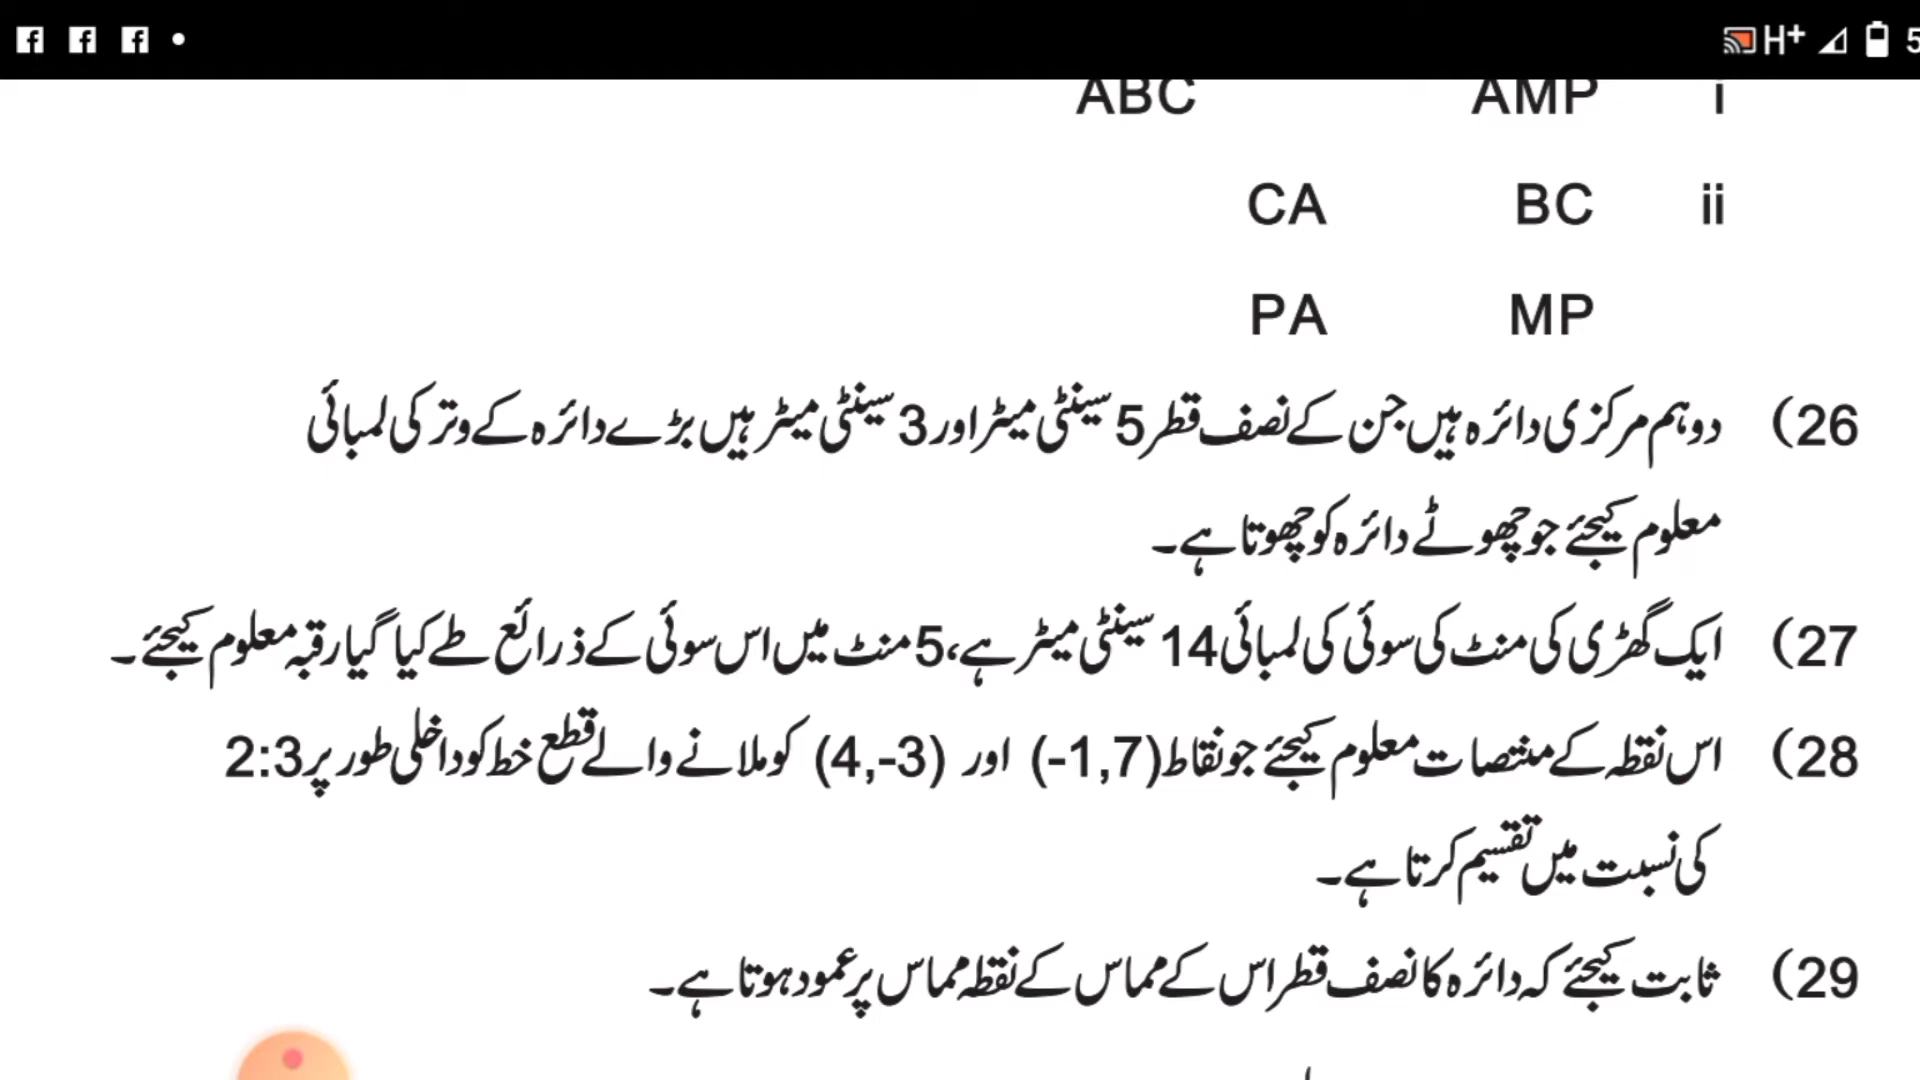 H+ 5
i AMP ABC
ii BC CA
MP PA
26) دو ہم مرکزی دائرہ ہیں جن کے نصف قطر 5 سینٹی میٹر اور 3 سینٹی میٹر ہیں بڑے دائرہ کے وتر کی لمبائی
معلوم کیجئے جو چھوٹے دائرہ کو چھوتا ہے۔
27) ایک گھڑی کی منٹ کی سوئی کی لمبائی 14 سینٹی میٹر ہے، 5 منٹ میں اس سوئی کے ذرائع طے کیا گیا رقبہ معلوم کیجئے۔
28) اس نقطہ کے منتصات معلوم کیجئے جو نقاط (-1,7) اور (4,-3) کو ملانے والے قطع خط کو داخلی طور پر 2:3
کی نسبت میں تقسیم کرتا ہے۔
29) ثابت کیجئے کہ دائرہ کا نصف قطر اس کے مماس کے نقطہ مماس پر عمود ہوتا ہے۔